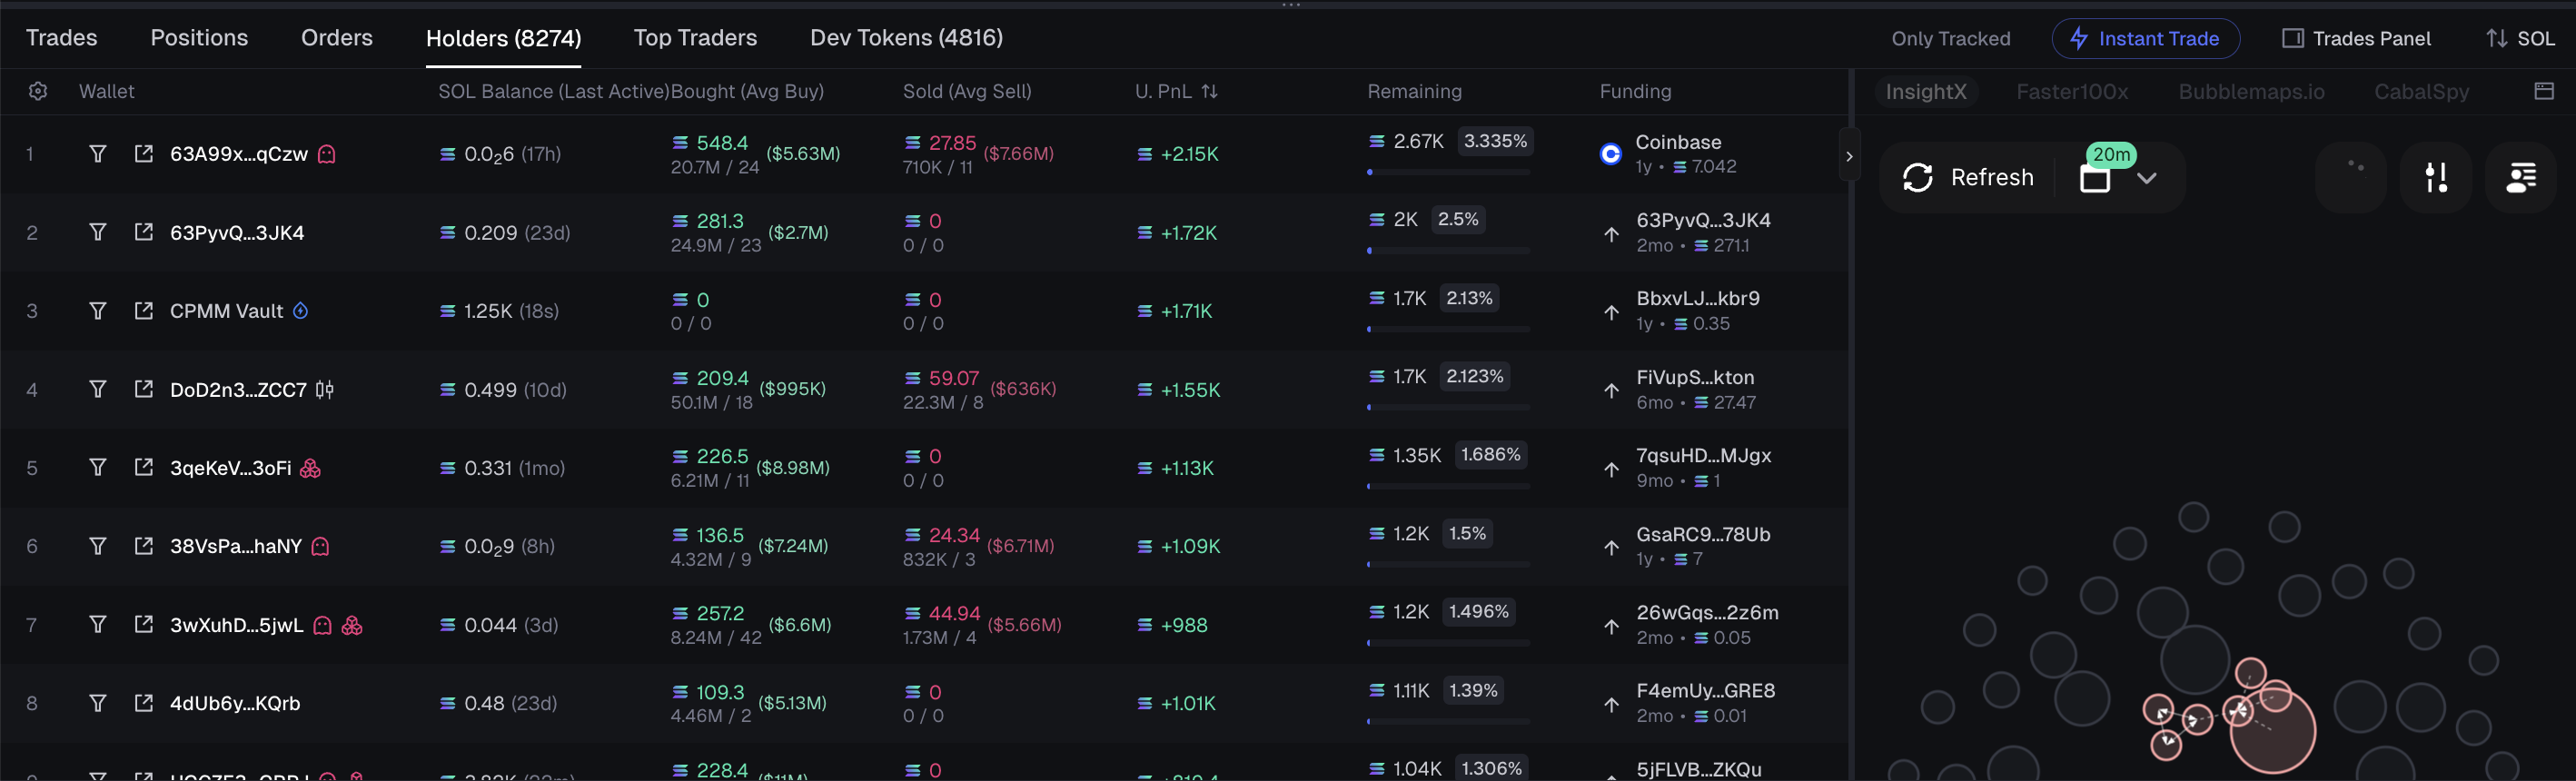 Trades Positions Orders Holders (8274) Top Traders Dev Tokens (4816) Only Tracked Instant Trade Trades Panel SOL
Wallet SOL Balance (Last Active) Bought (Avg Buy) Sold (Avg Sell) U. PnL Remaining Funding
InsightX Faster100x Bubblemaps.io CabalSpy
Refresh 20m
1 63A99x...qCzw 0.0₂6 (17h) 548.4 ($5.63M) 27.85 ($7.66M) +2.15K 2.67K 3.335% Coinbase
20.7M / 24 710K / 11 1y • 7.042
2 63PyvQ...3JK4 0.209 (23d) 281.3 ($2.7M) 0 +1.72K 2K 2.5% 63PyvQ...3JK4
24.9M / 23 0 / 0 2mo • 271.1
3 CPMM Vault 1.25K (18s) 0 0 +1.71K 1.7K 2.13% BbxvLJ...kbr9
0 / 0 0 / 0 1y • 0.35
4 DoD2n3...ZCC7 0.499 (10d) 209.4 ($995K) 59.07 ($636K) +1.55K 1.7K 2.123% FiVupS...kton
50.1M / 18 22.3M / 8 6mo • 27.47
5 3qeKeV...3oFi 0.331 (1mo) 226.5 ($8.98M) 0 +1.13K 1.35K 1.686% 7qsuHD...MJgx
6.21M / 11 0 / 0 9mo • 1
6 38VsPa...haNY 0.0₂9 (8h) 136.5 ($7.24M) 24.34 ($6.71M) +1.09K 1.2K 1.5% GsaRC9...78Ub
4.32M / 9 832K / 3 1y • 7
7 3wXuhD...5jwL 0.044 (3d) 257.2 ($6.6M) 44.94 ($5.66M) +988 1.2K 1.496% 26wGqs...2z6m
8.24M / 42 1.73M / 4 2mo • 0.05
8 4dUb6y...KQrb 0.48 (23d) 109.3 ($5.13M) 0 +1.01K 1.11K 1.39% F4emUy...GRE8
4.46M / 2 0 / 0 2mo • 0.01
228.4 0 1.04K 1.306% 5jFLVB...ZKQu